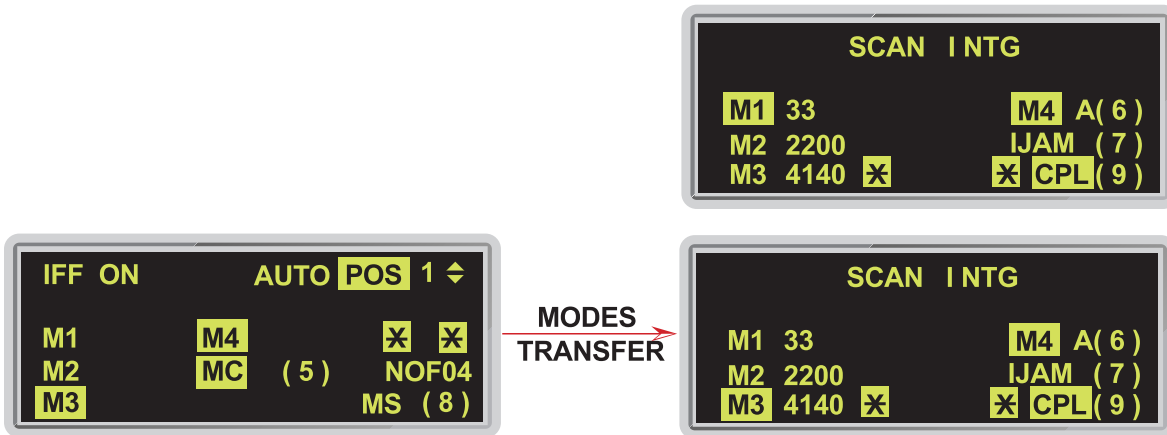 SCAN I NTG
M1 33 M4 A( 6 )
M2 2200 IJAM ( 7 )
M3 4140 * * CPL ( 9 )
IFF ON AUTO POS 1
M1 M4 * *
M2 MC ( 5 ) NOF04
M3 MS ( 8 )
MODES
TRANSFER
SCAN I NTG
M1 33 M4 A( 6 )
M2 2200 IJAM ( 7 )
M3 4140 * * CPL ( 9 )